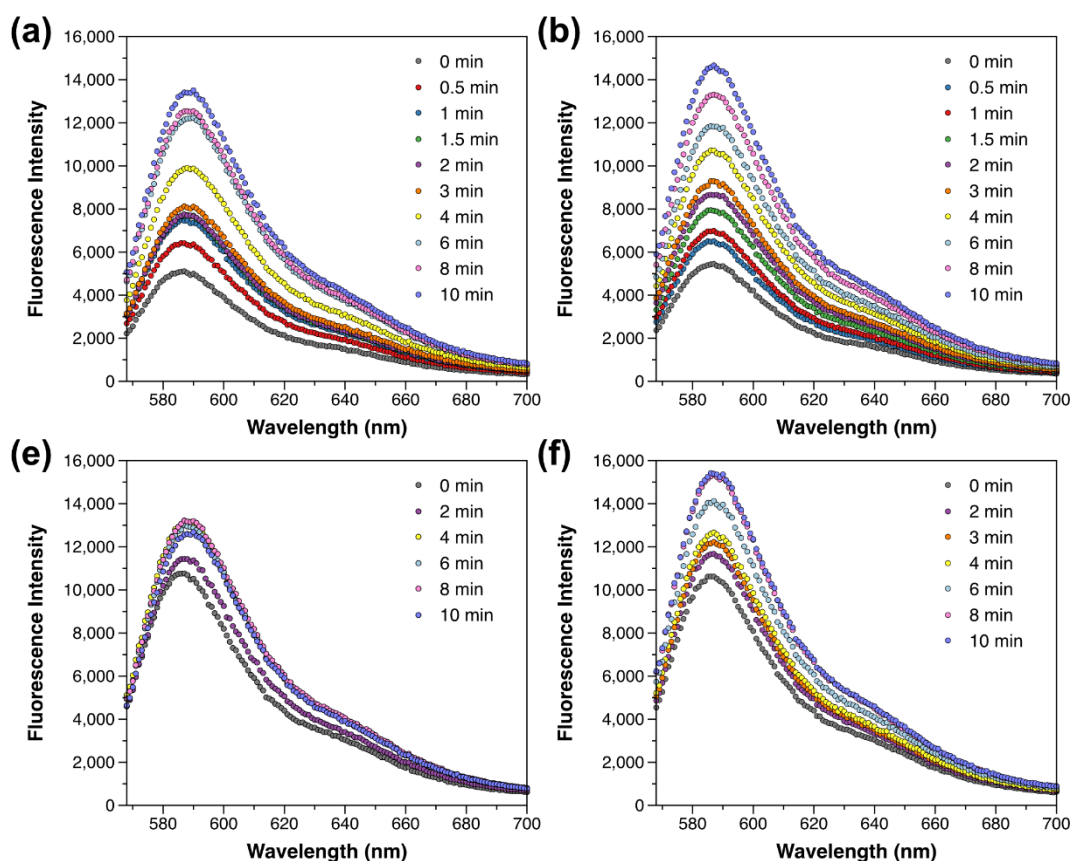 (a)
16,000
14,000
12,000
10,000
8,000
6,000
4,000
2,000
0
Fluorescence Intensity
580 600 620 640 660 680 700
Wavelength (nm)
0 min
0.5 min
1 min
1.5 min
2 min
3 min
4 min
6 min
8 min
10 min
(b)
16,000
14,000
12,000
10,000
8,000
6,000
4,000
2,000
0
Fluorescence Intensity
580 600 620 640 660 680 700
Wavelength (nm)
0 min
0.5 min
1 min
1.5 min
2 min
3 min
4 min
6 min
8 min
10 min
(e)
16,000
14,000
12,000
10,000
8,000
6,000
4,000
2,000
0
Fluorescence Intensity
580 600 620 640 660 680 700
Wavelength (nm)
0 min
2 min
4 min
6 min
8 min
10 min
(f)
16,000
14,000
12,000
10,000
8,000
6,000
4,000
2,000
0
Fluorescence Intensity
580 600 620 640 660 680 700
Wavelength (nm)
0 min
2 min
3 min
4 min
6 min
8 min
10 min